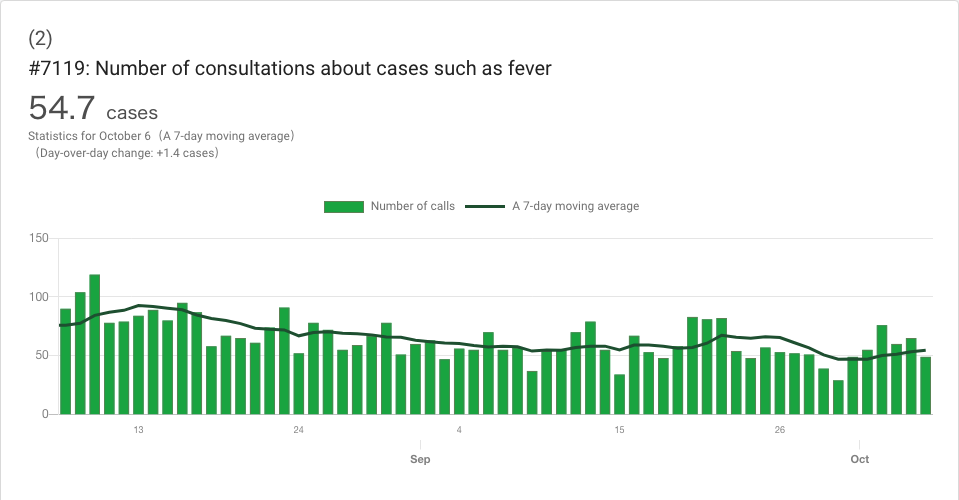 (2)
#7119: Number of consultations about cases such as fever
54.7 cases
Statistics for October 6（A 7-day moving average）
（Day-over-day change: +1.4 cases）
Number of calls A 7-day moving average
150
100
50
0
13 24 4 15 26
Sep Oct